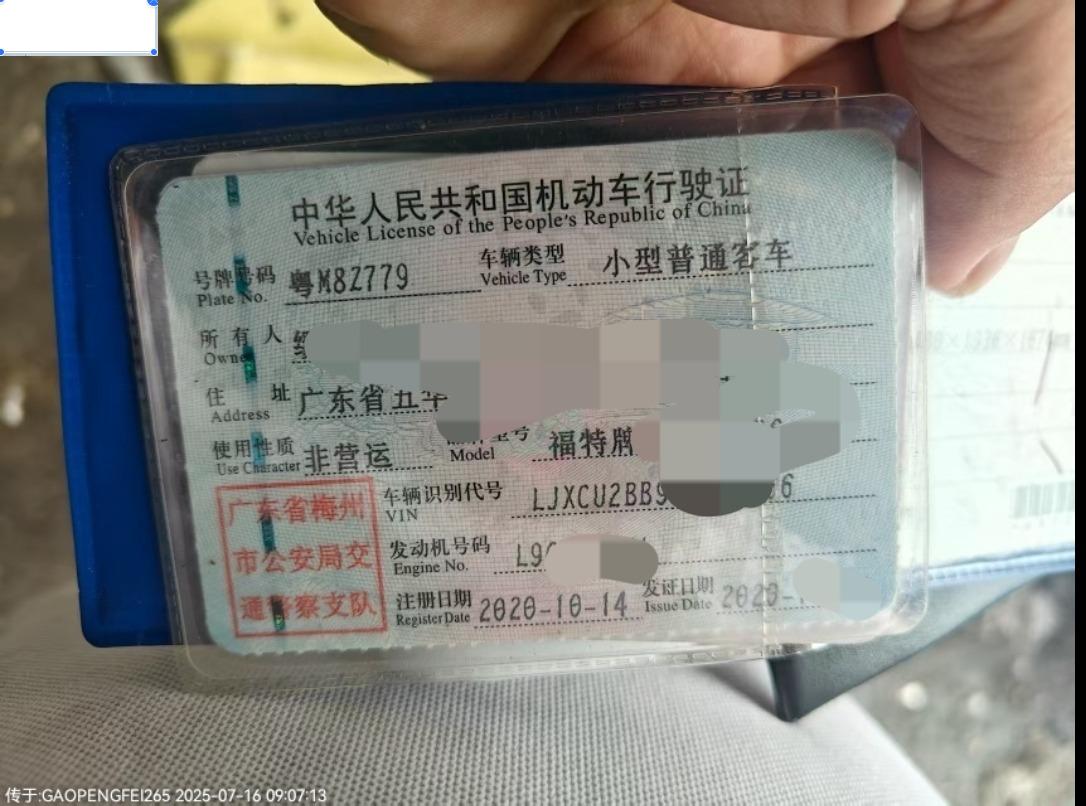 中华人民共和国机动车行驶证
Vehicle License of the People's Republic of China
号牌号码 粤M8Z779 车辆类型 小型普通客车
Plate No. Vehicle Type
所有人
Owner
住址 广东省五华
Address
使用性质 非营运 型号 福特牌
Use Character Model
广东省梅州
市公安局交
通警察支队
车辆识别代号 LJXCU2BB 6
VIN
发动机号码 L9
Engine No.
注册日期 2020-10-14 发证日期 2020-
Register Date Issue Date
传于:GAOPENGFEI265 2025-07-16 09:07:13